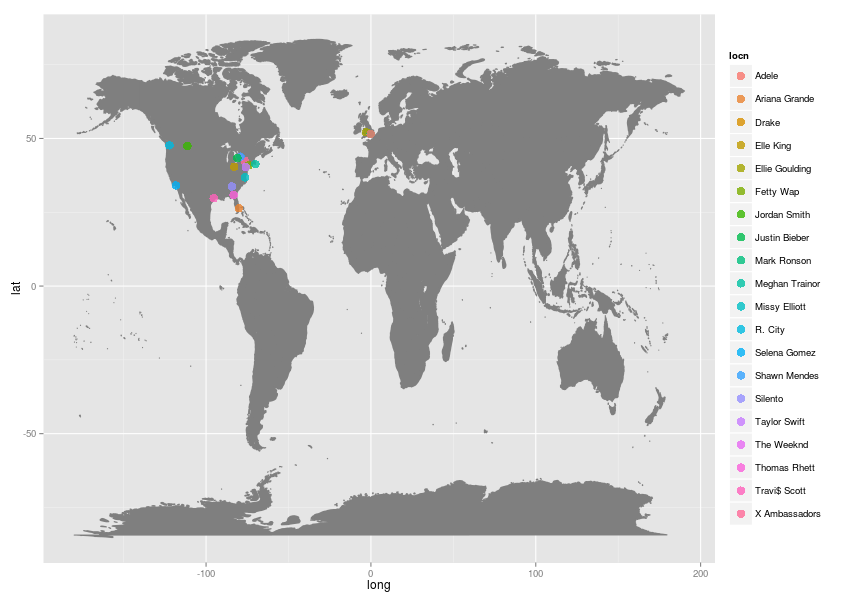 locn
Adele
Ariana Grande
Drake
Elle King
Ellie Goulding
Fetty Wap
Jordan Smith
Justin Bieber
Mark Ronson
Meghan Trainor
Missy Elliott
R. City
Selena Gomez
Shawn Mendes
Silento
Taylor Swift
The Weeknd
Thomas Rhett
Travi$ Scott
X Ambassadors
lat
50
0
-50
-100 0 100 200
long